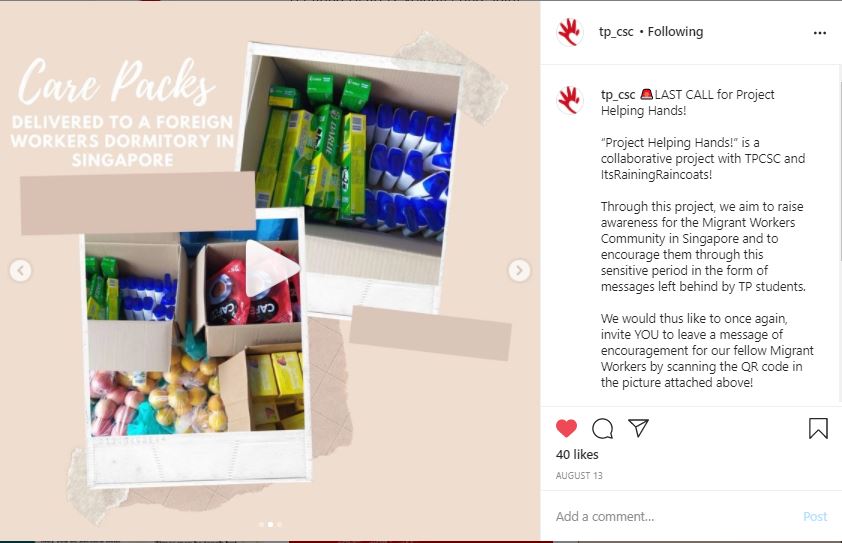 Care Packs
DELIVERED TO A FOREIGN
WORKERS DORMITORY IN
SINGAPORE
DARLIE
CAFE
tp_csc • Following
tp_csc 🚨LAST CALL for Project
Helping Hands!
“Project Helping Hands!” is a
collaborative project with TPCSC and
ItsRainingRaincoats!
Through this project, we aim to raise
awareness for the Migrant Workers
Community in Singapore and to
encourage them through this
sensitive period in the form of
messages left behind by TP students.
We would thus like to once again,
invite YOU to leave a message of
encouragement for our fellow Migrant
Workers by scanning the QR code in
the picture attached above!
40 likes
AUGUST 13
Add a comment...
Post